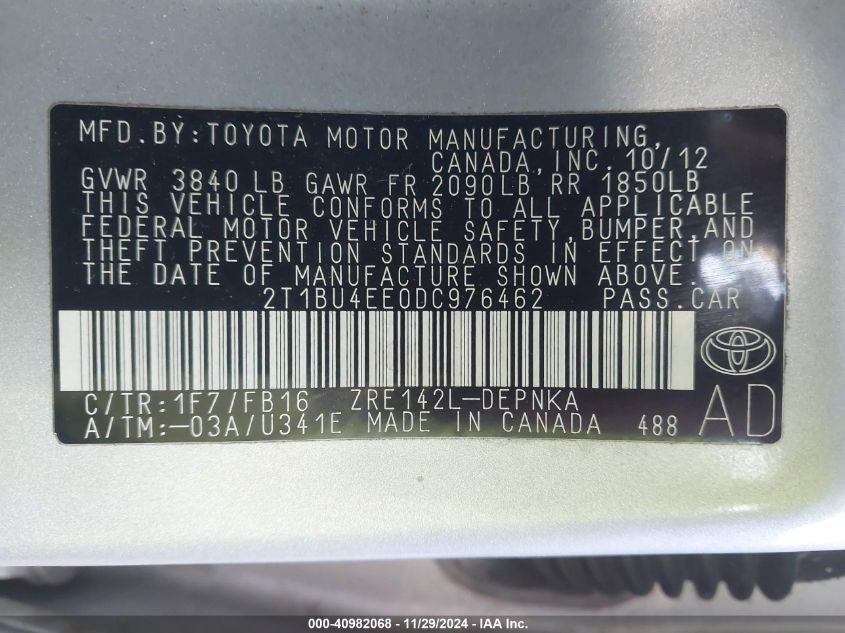 MFD.BY:TOYOTA MOTOR MANUFACTURING,
CANADA,INC. 10/12
GVWR 3840 LB GAWR FR 2090LB RR 1850LB
THIS VEHICLE CONFORMS TO ALL APPLICABLE
FEDERAL MOTOR VEHICLE SAFETY,BUMPER,AND
THEFT PREVENTION STANDARDS IN EFFECT ON
THE DATE OF MANUFACTURE SHOWN ABOVE.
2T1BU4EE0DC976462 PASS.CAR
C/TR:1F7/FB16 ZRE142L-DEPNKA
A/TM:-03A/U341E MADE IN CANADA 488
AD
000-40982068 - 11/29/2024 - IAA Inc.